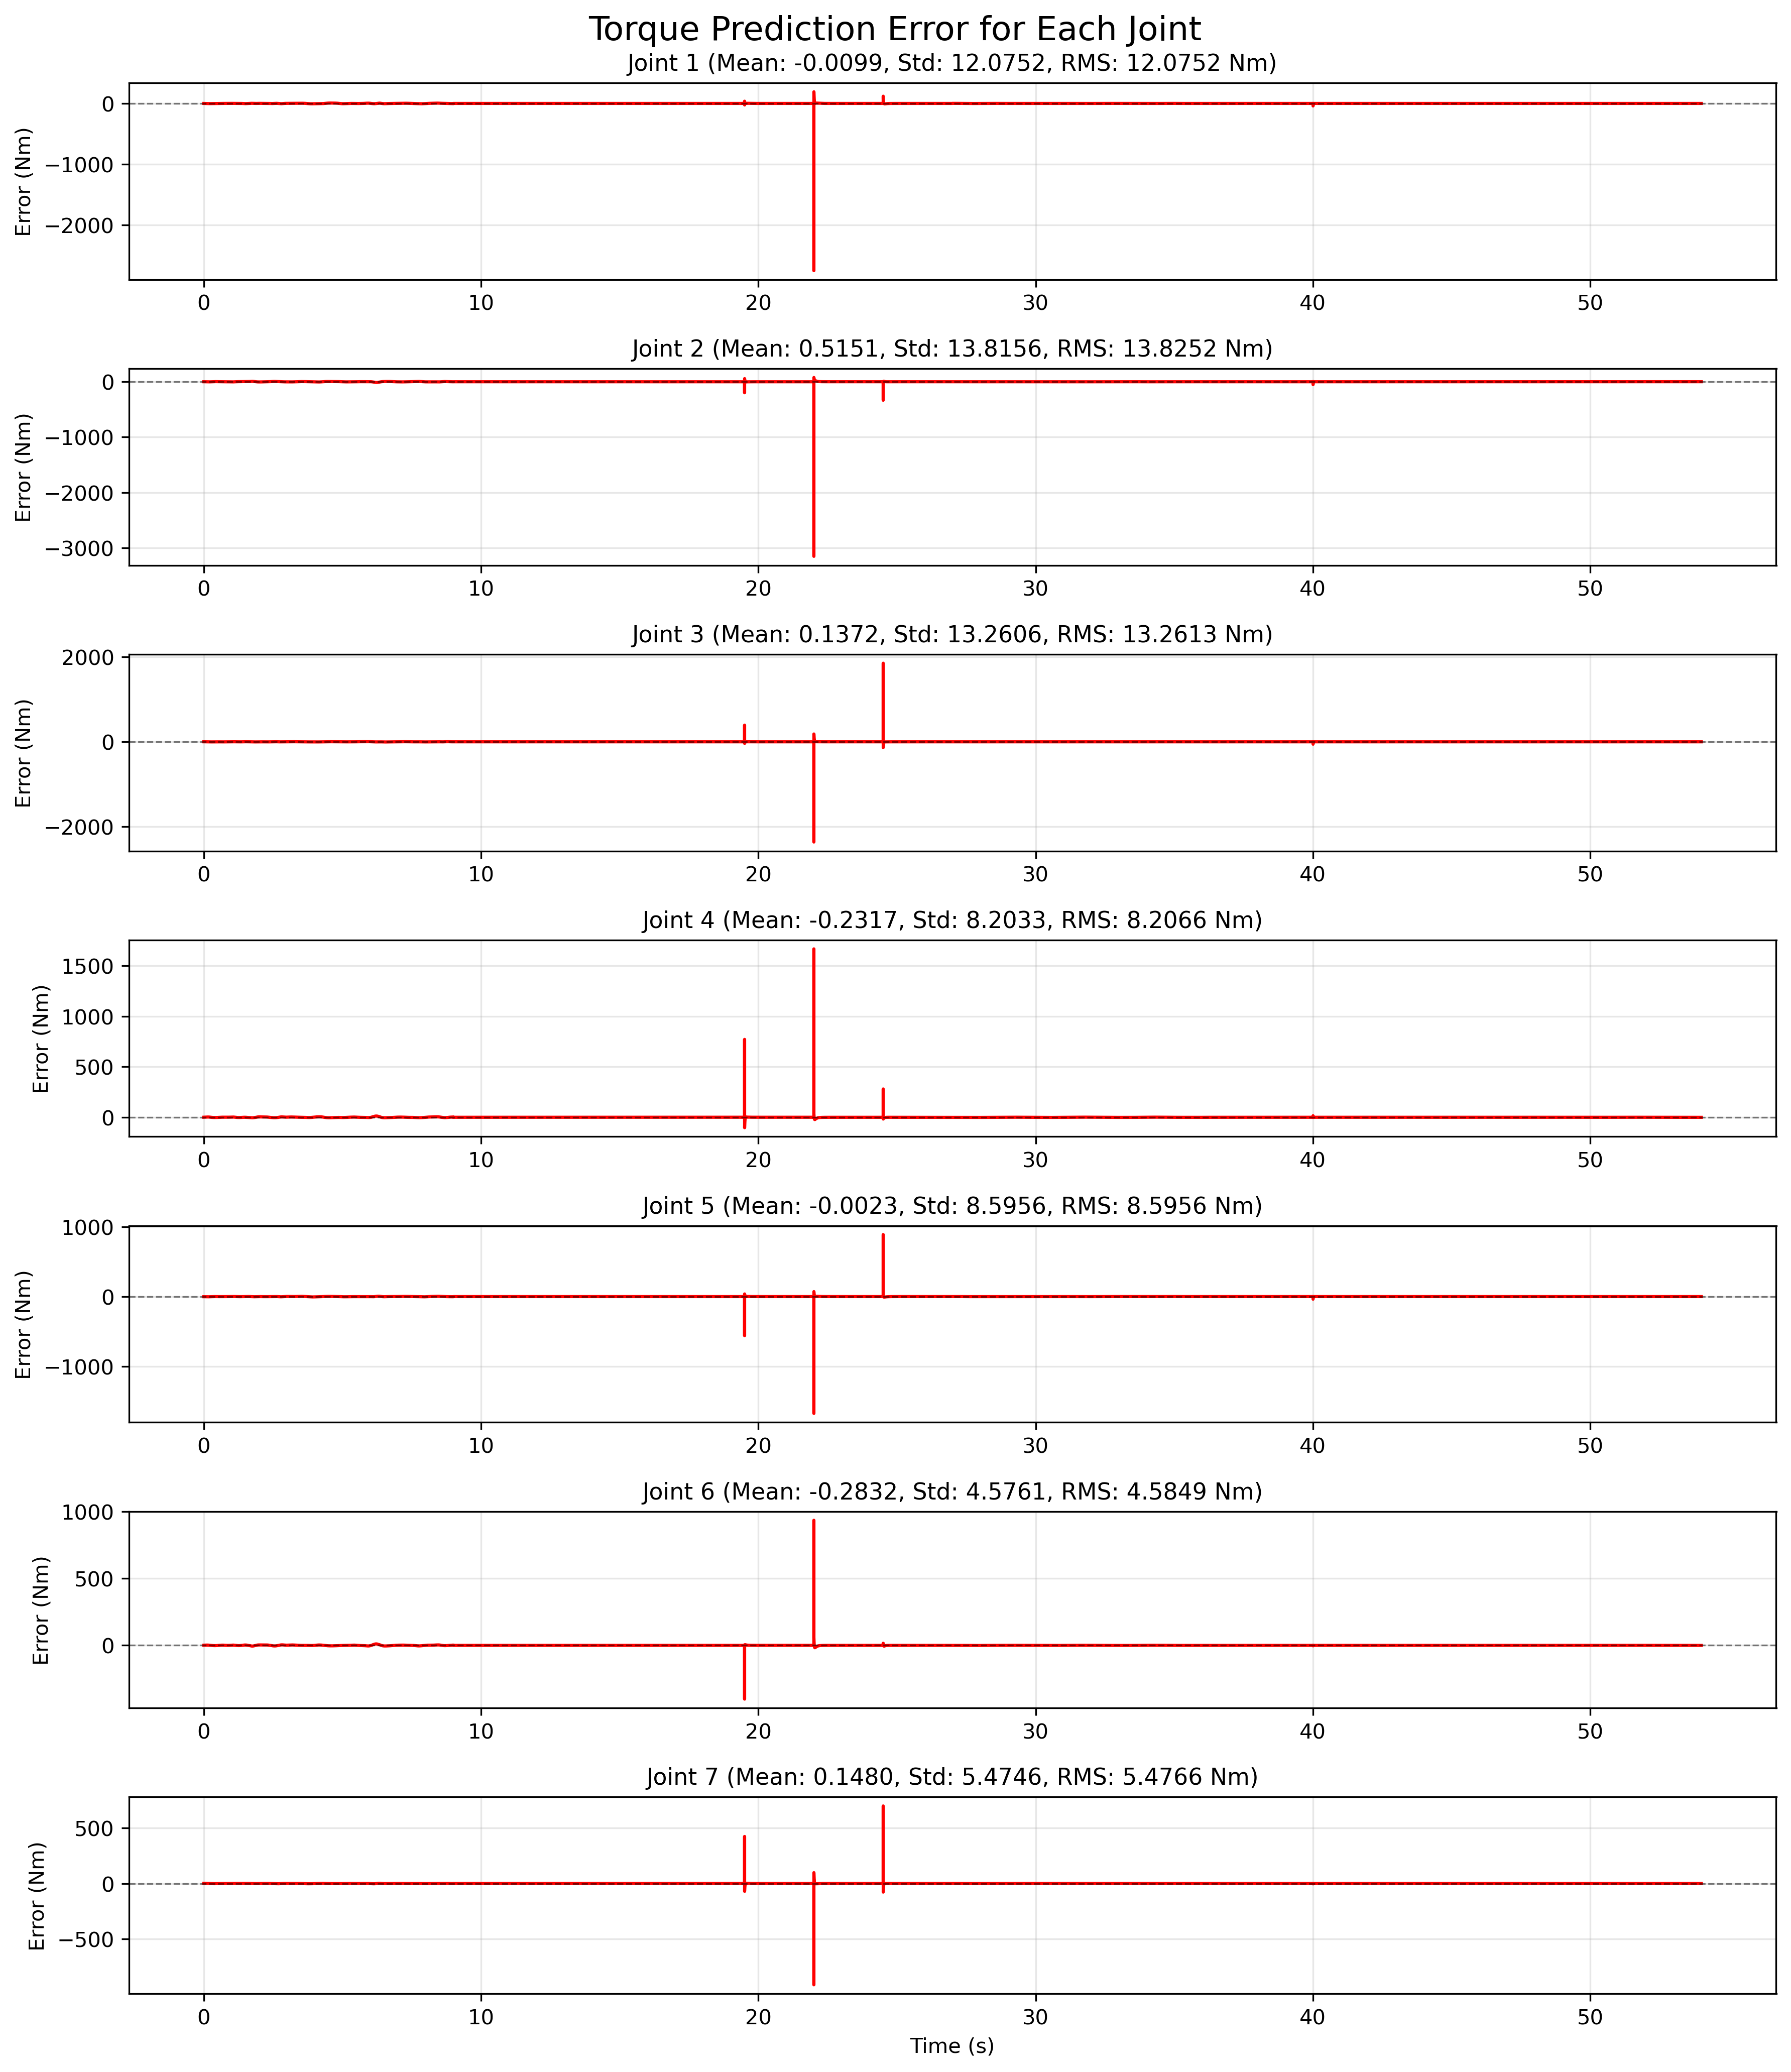 Torque Prediction Error for Each Joint
Joint 1 (Mean: -0.0099, Std: 12.0752, RMS: 12.0752 Nm)
Error (Nm)
0
−1000
−2000
0 10 20 30 40 50
Joint 2 (Mean: 0.5151, Std: 13.8156, RMS: 13.8252 Nm)
Error (Nm)
0
−1000
−2000
−3000
0 10 20 30 40 50
Joint 3 (Mean: 0.1372, Std: 13.2606, RMS: 13.2613 Nm)
Error (Nm)
2000
0
−2000
0 10 20 30 40 50
Joint 4 (Mean: -0.2317, Std: 8.2033, RMS: 8.2066 Nm)
Error (Nm)
1500
1000
500
0
0 10 20 30 40 50
Joint 5 (Mean: -0.0023, Std: 8.5956, RMS: 8.5956 Nm)
Error (Nm)
1000
0
−1000
0 10 20 30 40 50
Joint 6 (Mean: -0.2832, Std: 4.5761, RMS: 4.5849 Nm)
Error (Nm)
1000
500
0
0 10 20 30 40 50
Joint 7 (Mean: 0.1480, Std: 5.4746, RMS: 5.4766 Nm)
Error (Nm)
500
0
−500
0 10 20 30 40 50
Time (s)